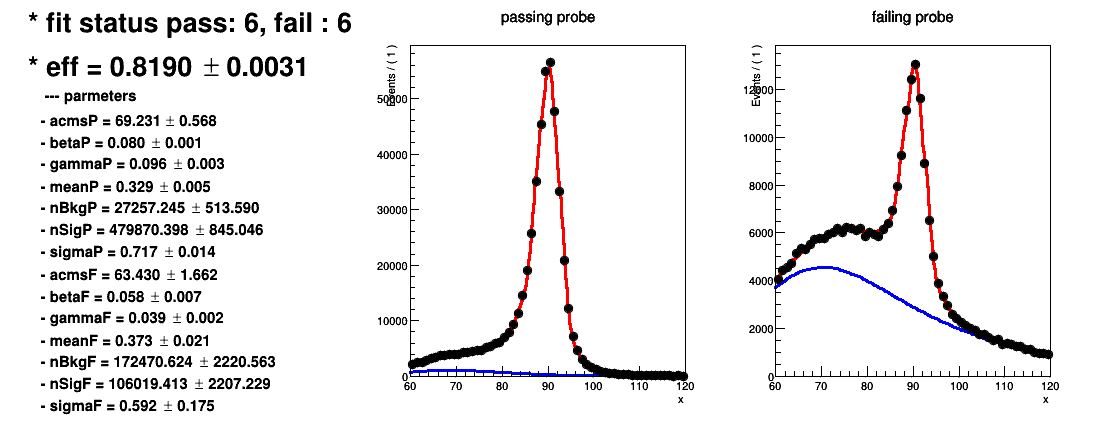 * fit status pass: 6, fail : 6
* eff = 0.8190 ± 0.0031
--- parmeters
- acmsP = 69.231 ± 0.568
- betaP = 0.080 ± 0.001
- gammaP = 0.096 ± 0.003
- meanP = 0.329 ± 0.005
- nBkgP = 27257.245 ± 513.590
- nSigP = 479870.398 ± 845.046
- sigmaP = 0.717 ± 0.014
- acmsF = 63.430 ± 1.662
- betaF = 0.058 ± 0.007
- gammaF = 0.039 ± 0.002
- meanF = 0.373 ± 0.021
- nBkgF = 172470.624 ± 2220.563
- nSigF = 106019.413 ± 2207.229
- sigmaF = 0.592 ± 0.175
passing probe
Events / ( 1 )
50000
40000
30000
20000
10000
0
60 70 80 90 100 110 120
x
failing probe
Events / ( 1 )
12000
10000
8000
6000
4000
2000
0
60 70 80 90 100 110 120
x